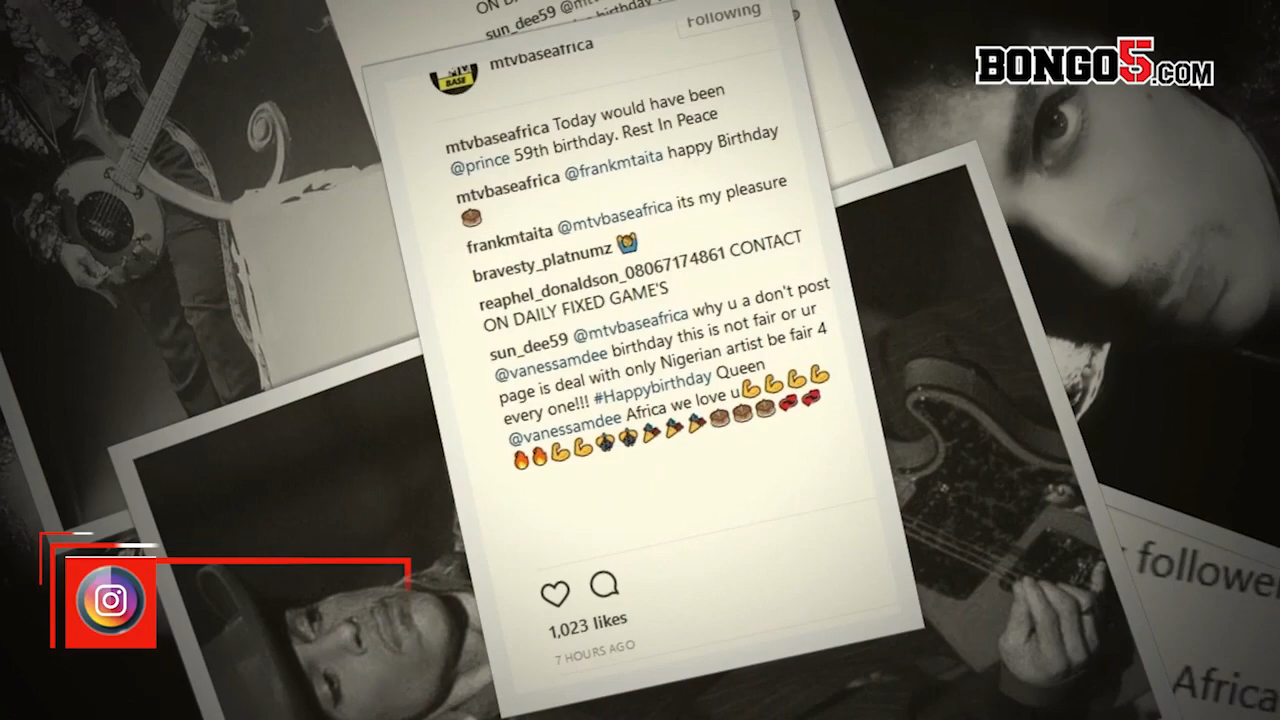 sun_dee59
Following
BONGO5.COM
BASE
mtvbaseafrica
mtvbaseafrica Today would have been
@prince 59th birthday. Rest In Peace
mtvbaseafrica @frankmtaita happy Birthday
🎂
frankmtaita @mtvbaseafrica its my pleasure
bravesty_platnumz 🙆
reaphel_donaldson_08067174861 CONTACT
ON DAILY FIXED GAME'S
sun_dee59 @mtvbaseafrica why u a don't post
@vanessamdee birthday this is not fair or ur
page is deal with only Nigerian artist be fair 4
every one!!! #Happybirthday Queen
@vanessamdee Africa we love u💪💪💪💪
1,023 likes
7 HOURS AGO
Africa